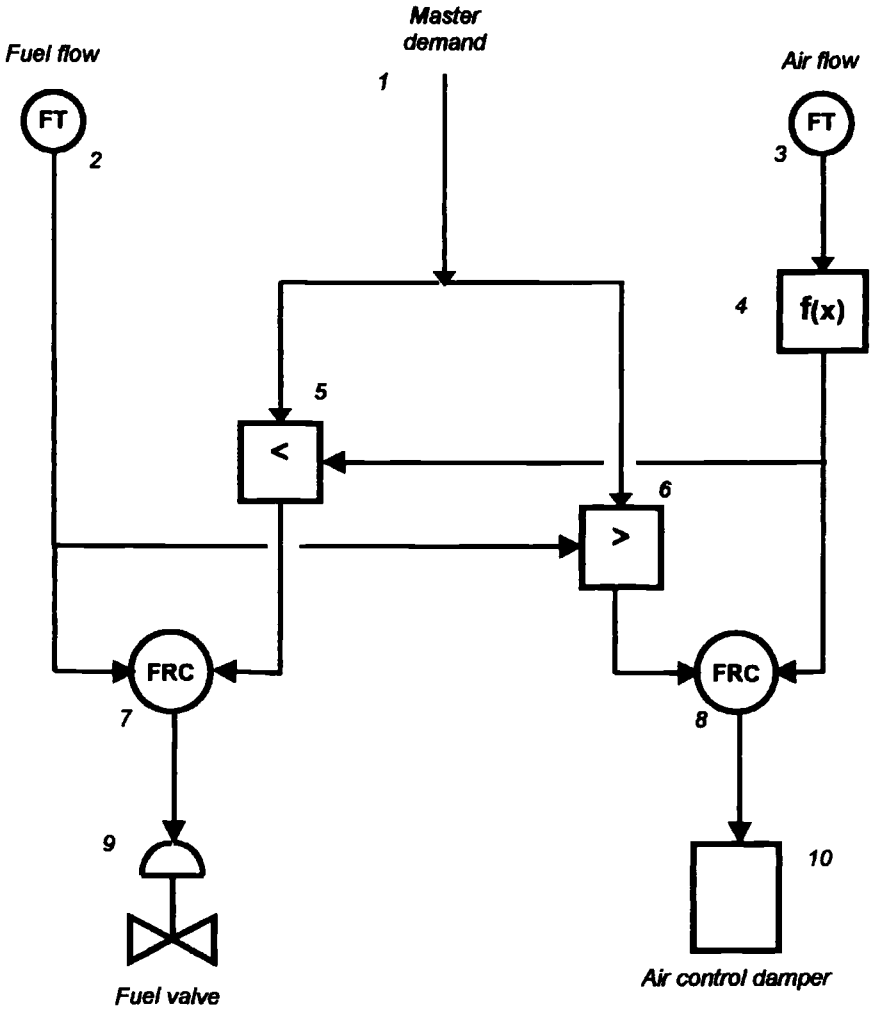 Master
demand
Fuel flow
1
Air flow
FT
FT
2
3
4
f(x)
5
<
6
>
FRC
FRC
7
8
9
10
Air control damper
Fuel valve